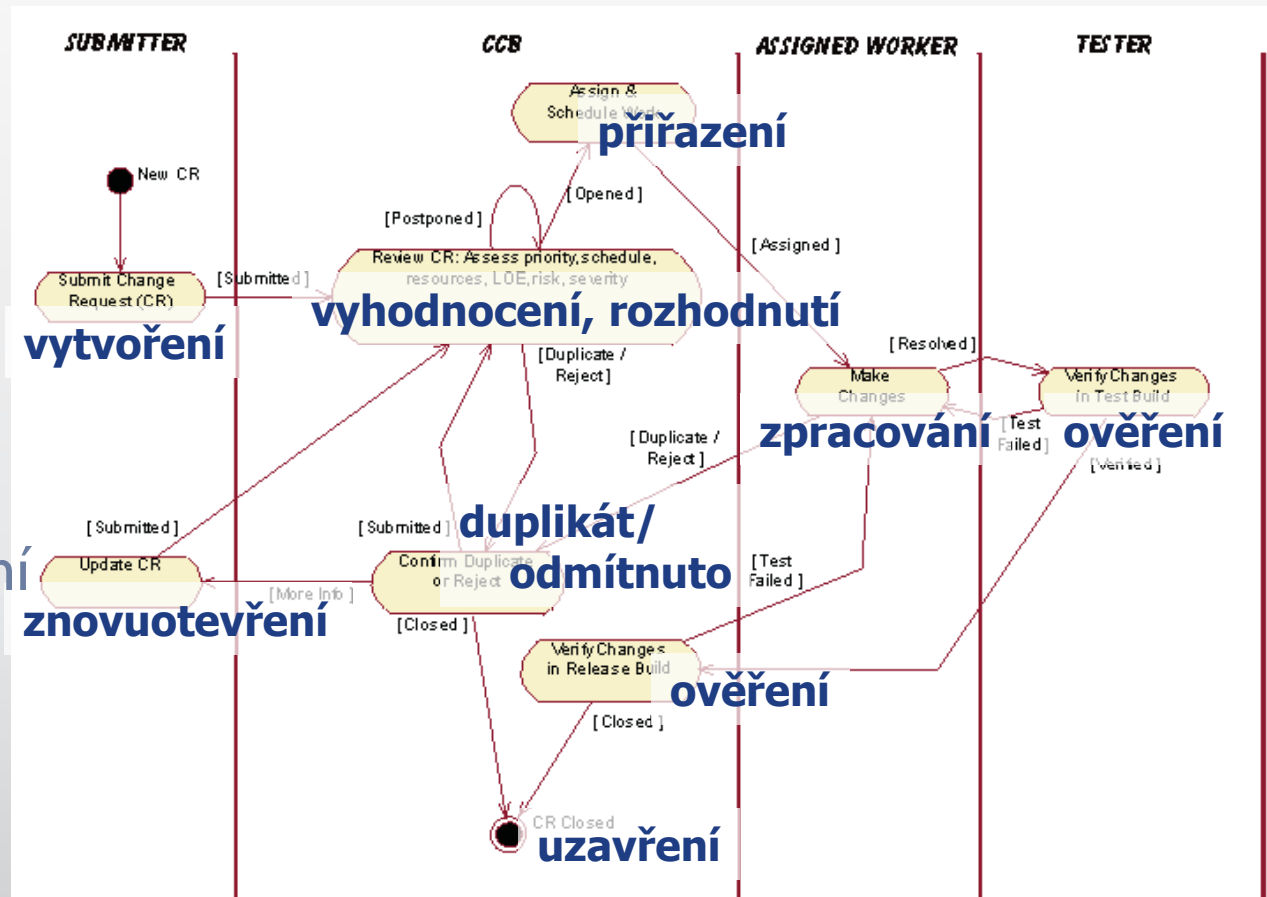 SUBMITTER
CCB
ASSIGNED WORKER
TESTER
Assign &
Schedule Work
přiřazení
New CR
[Opened]
[Postponed]
[Assigned]
Review CR: Assess priority,schedule,
resources, LOE,risk, severity
vyhodnocení, rozhodnutí
Submit Change
Request (CR)
vytvoření
[Submitted]
[Duplicate /
Reject]
[Resolved]
Make
Changes
zpracování
[Test
Failed]
Verify Changes
in Test Build
ověření
[Verified]
[Duplicate /
Reject]
[Submitted]
[Submitted]
duplikát/
odmítnuto
Confirm Duplicate
or Reject
[Test
Failed]
ní
Update CR
[More Info]
znovuotevření
[Closed]
Verify Changes
in Release Build
ověření
[Closed]
CR Closed
uzavření